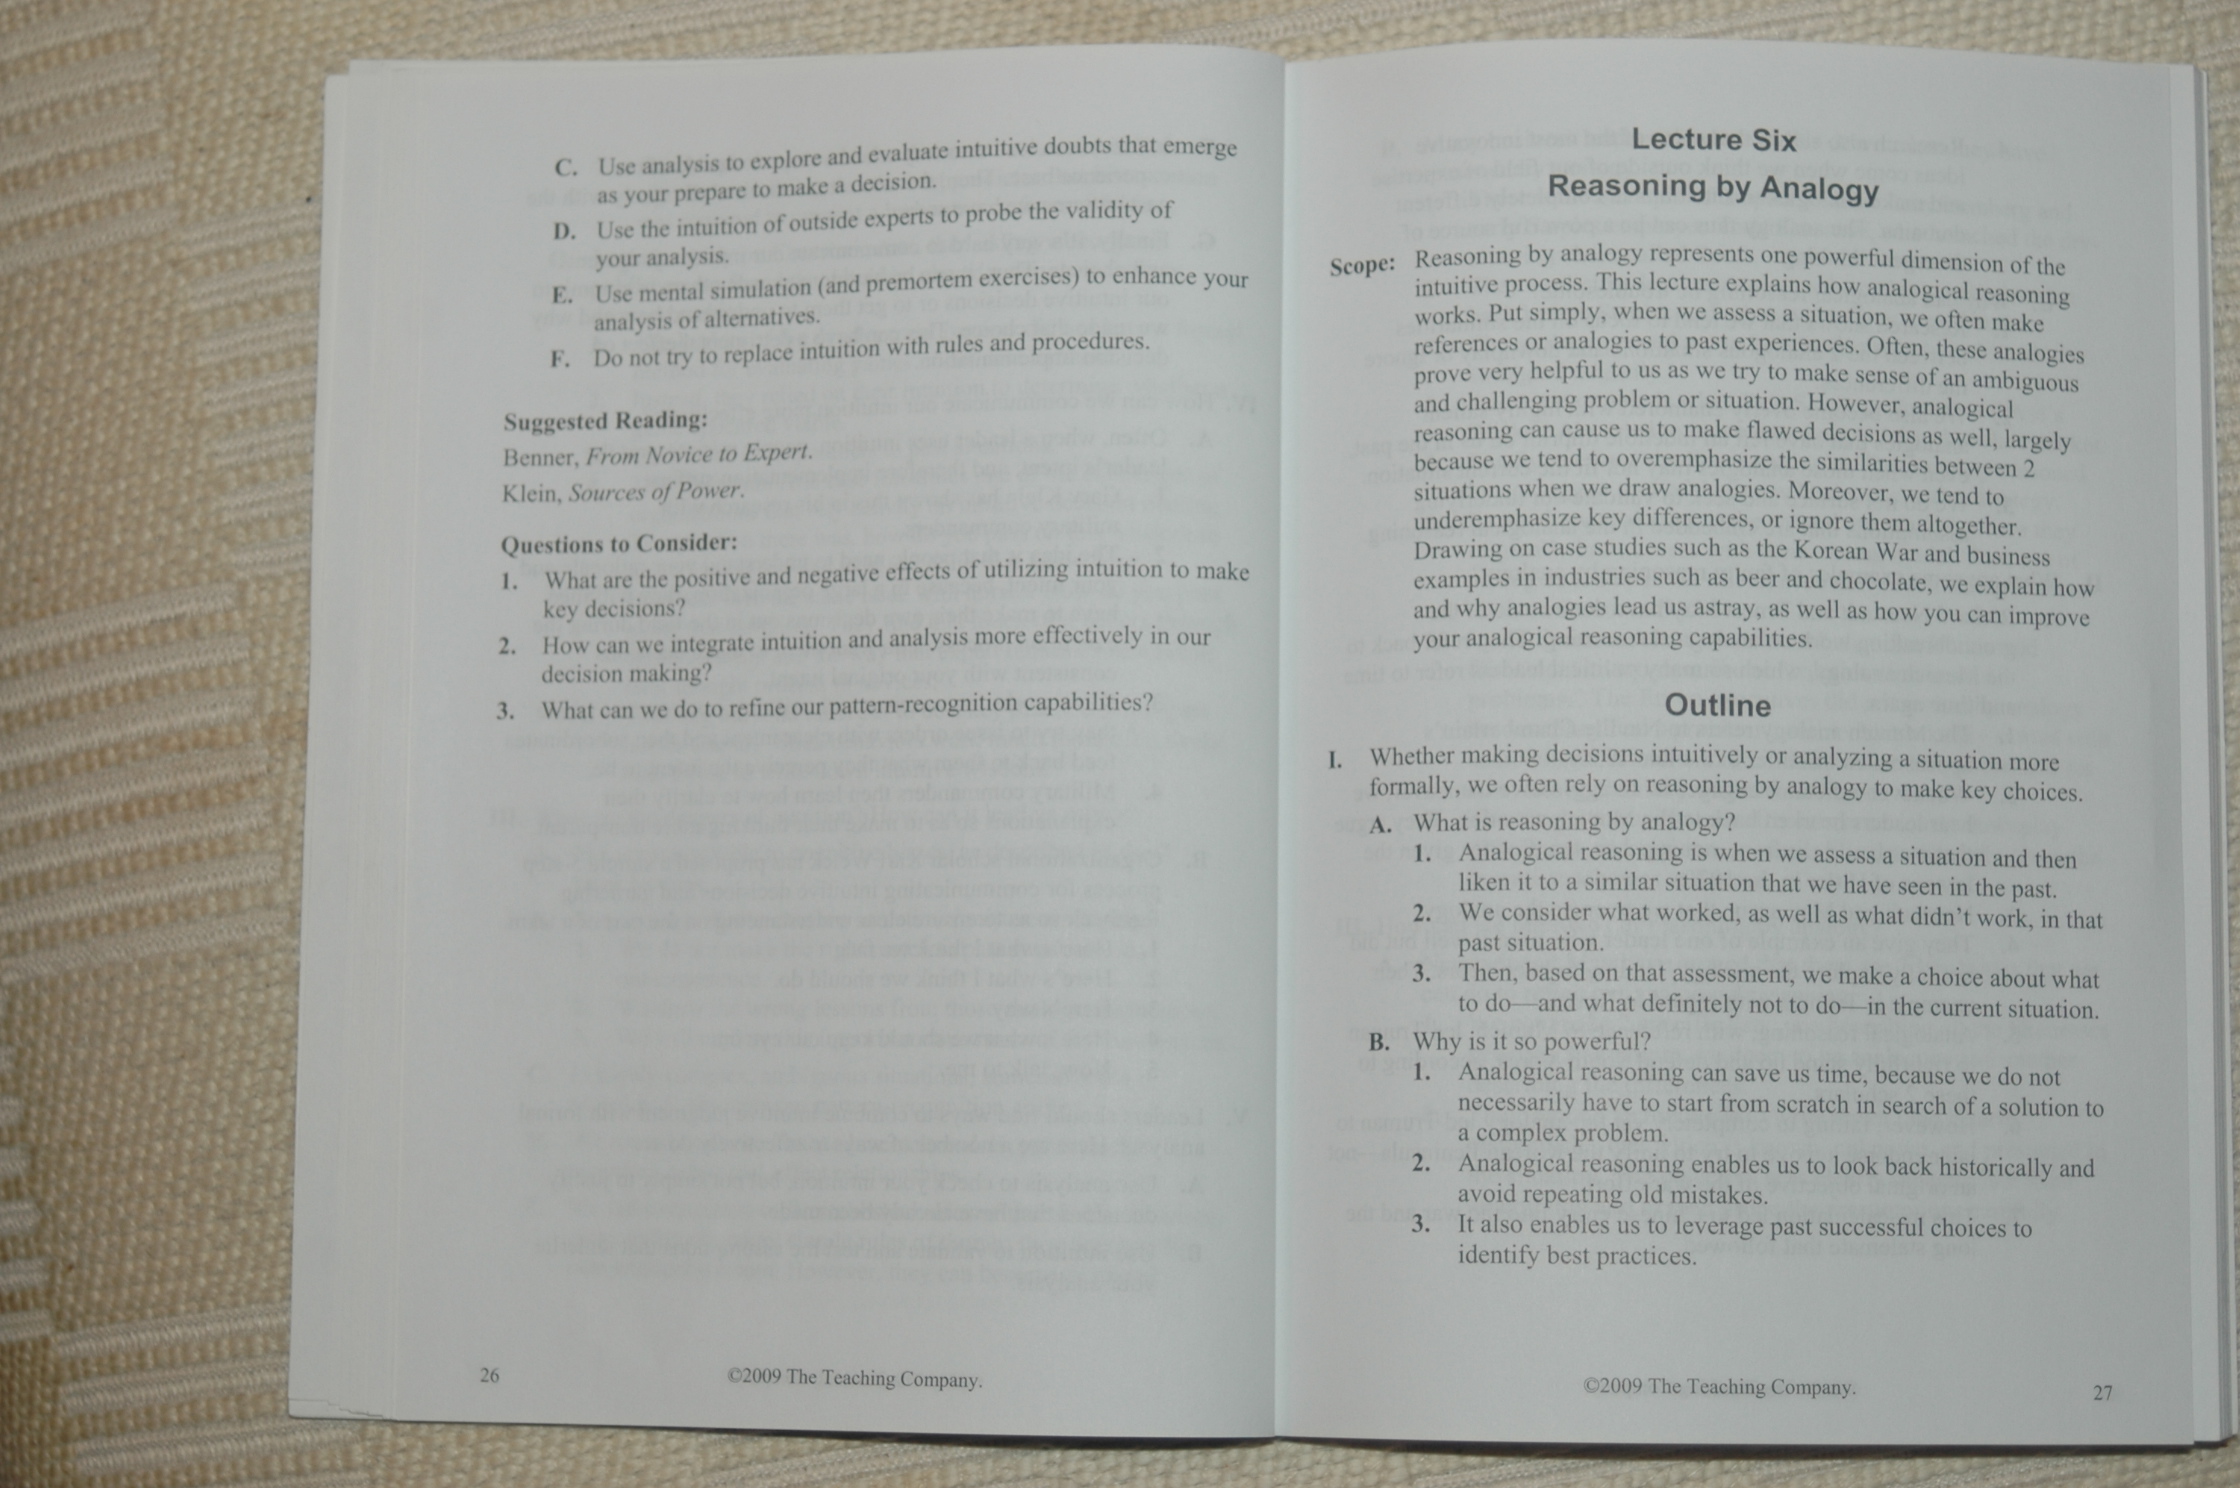 C. Use analysis to explore and evaluate intuitive doubts that emerge
as your prepare to make a decision.
D. Use the intuition of outside experts to probe the validity of
your analysis.
E. Use mental simulation (and premortem exercises) to enhance your
analysis of alternatives.
F. Do not try to replace intuition with rules and procedures.
Suggested Reading:
Benner, From Novice to Expert.
Klein, Sources of Power.
Questions to Consider:
1. What are the positive and negative effects of utilizing intuition to make
key decisions?
2. How can we integrate intuition and analysis more effectively in our
decision making?
3. What can we do to refine our pattern-recognition capabilities?
26
©2009 The Teaching Company.
Lecture Six
Reasoning by Analogy
Scope: Reasoning by analogy represents one powerful dimension of the
intuitive process. This lecture explains how analogical reasoning
works. Put simply, when we assess a situation, we often make
references or analogies to past experiences. Often, these analogies
prove very helpful to us as we try to make sense of an ambiguous
and challenging problem or situation. However, analogical
reasoning can cause us to make flawed decisions as well, largely
because we tend to overemphasize the similarities between 2
situations when we draw analogies. Moreover, we tend to
underemphasize key differences, or ignore them altogether.
Drawing on case studies such as the Korean War and business
examples in industries such as beer and chocolate, we explain how
and why analogies lead us astray, as well as how you can improve
your analogical reasoning capabilities.
Outline
I. Whether making decisions intuitively or analyzing a situation more
formally, we often rely on reasoning by analogy to make key choices.
A. What is reasoning by analogy?
1. Analogical reasoning is when we assess a situation and then
liken it to a similar situation that we have seen in the past.
2. We consider what worked, as well as what didn't work, in that
past situation.
3. Then, based on that assessment, we make a choice about what
to do—and what definitely not to do—in the current situation.
B. Why is it so powerful?
1. Analogical reasoning can save us time, because we do not
necessarily have to start from scratch in search of a solution to
a complex problem.
2. Analogical reasoning enables us to look back historically and
avoid repeating old mistakes.
3. It also enables us to leverage past successful choices to
identify best practices.
©2009 The Teaching Company.
27